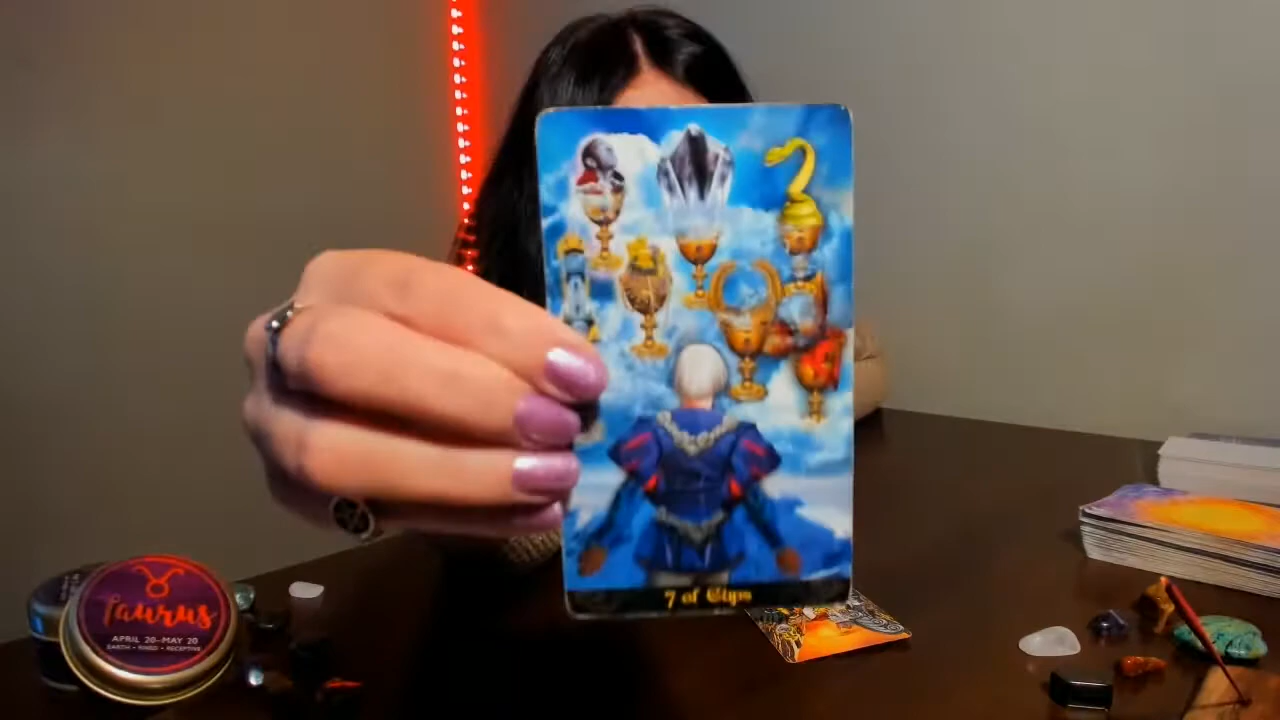 7 of Cups
Taurus
APRIL 20–MAY 20
EARTH • FIXED • RECEPTIVE